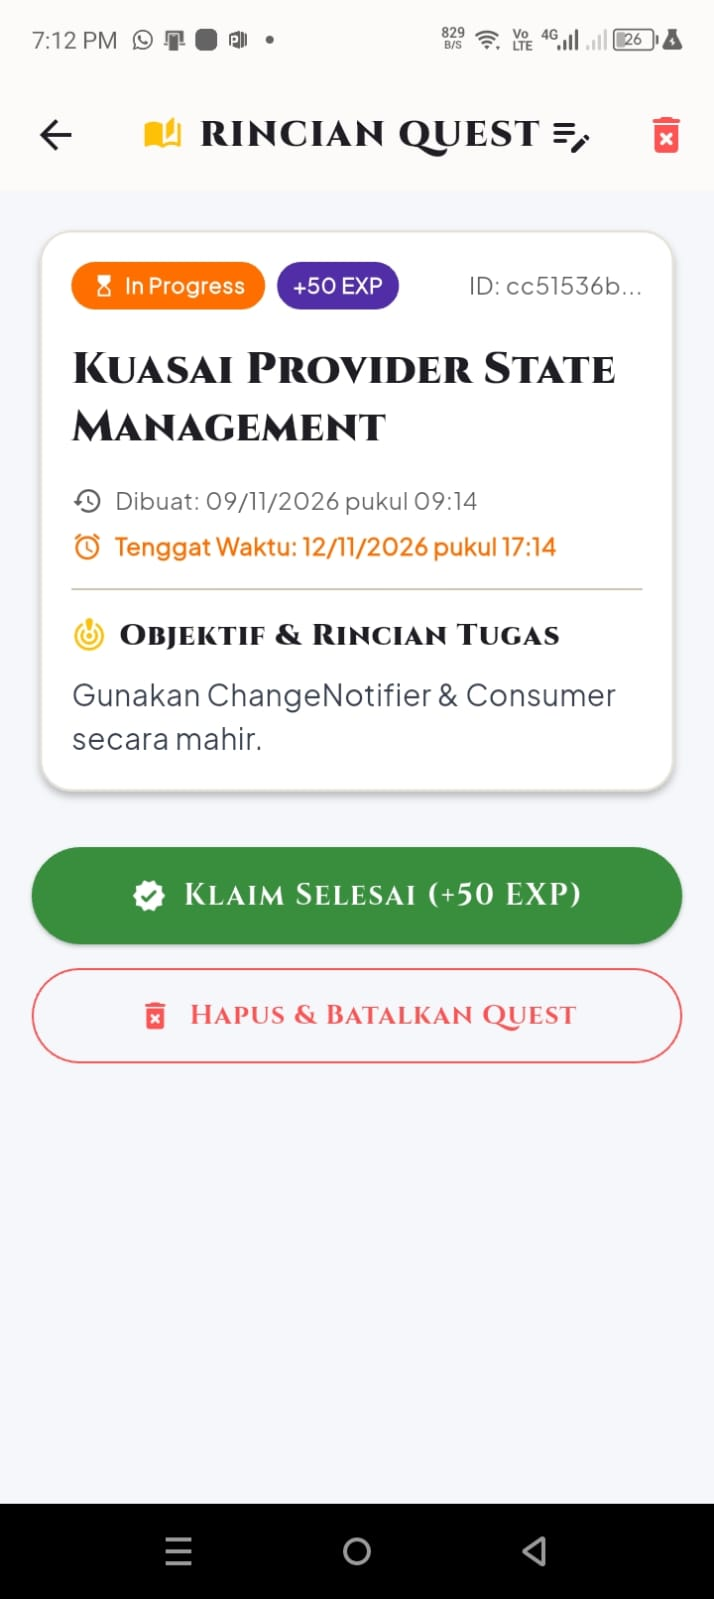 7:12 PM 829 B/S Vo LTE 4G 26
RINCIAN QUEST
In Progress +50 EXP ID: cc51536b...
Kuasai Provider State
Management
Dibuat: 09/11/2026 pukul 09:14
Tenggat Waktu: 12/11/2026 pukul 17:14
Objektif & Rincian Tugas
Gunakan ChangeNotifier & Consumer
secara mahir.
Klaim Selesai (+50 EXP)
Hapus & Batalkan Quest